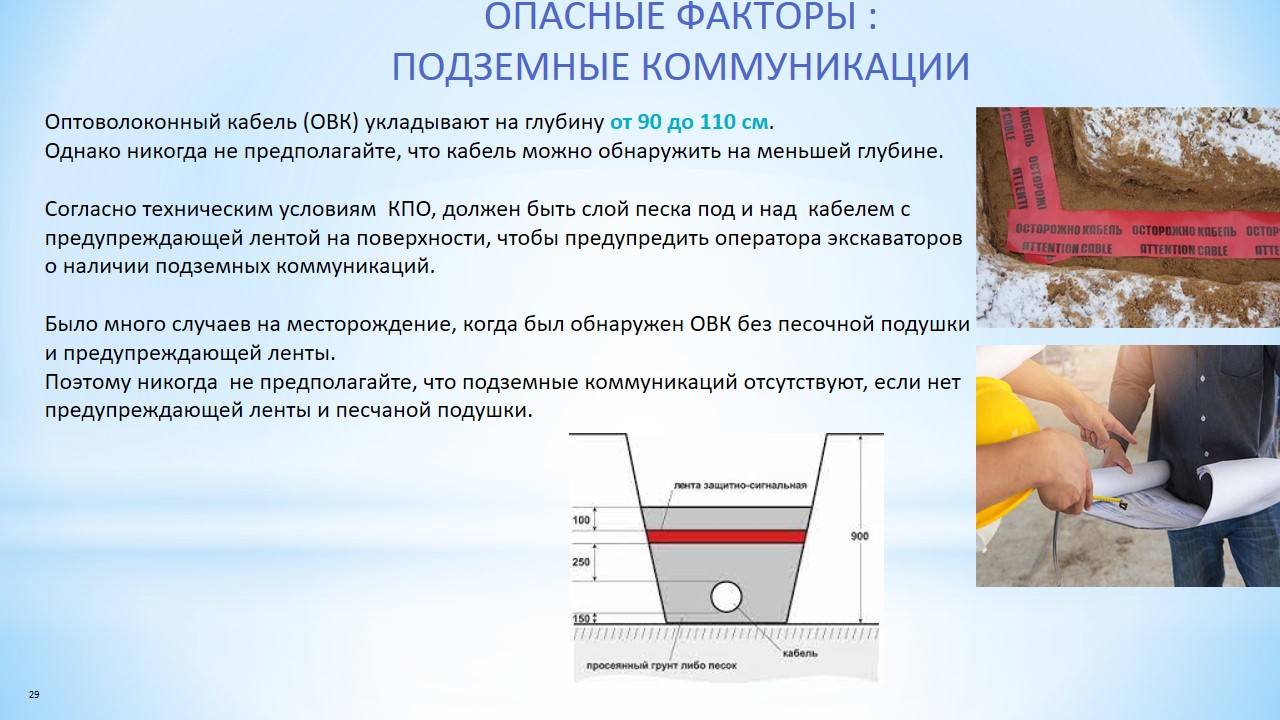 ОПАСНЫЕ ФАКТОРЫ :
ПОДЗЕМНЫЕ КОММУНИКАЦИИ
Оптоволоконный кабель (ОВК) укладывают на глубину от 90 до 110 см.
Однако никогда не предполагайте, что кабель можно обнаружить на меньшей глубине.
Согласно техническим условиям  КПО, должен быть слой песка под и над  кабелем с
предупреждающей лентой на поверхности, чтобы предупредить оператора экскаваторов
о наличии подземных коммуникаций.
Было много случаев на месторождение, когда был обнаружен ОВК без песочной подушки
и предупреждающей ленты.
Поэтому никогда  не предполагайте, что подземные коммуникаций отсутствуют, если нет
предупреждающей ленты и песчаной подушки.
КАБЕЛЬ ОСТОРОЖ
CABLE ATTENTI
ОСТОРОЖНО КАБЕЛЬ ОСТОРОЖНО КАБЕЛЬ ОСТОР
ATTENTION CABLE ATTENTION CABLE ATTE
лента защитно-сигнальная
100
900
250
150
кабель
просеянный грунт либо песок
29